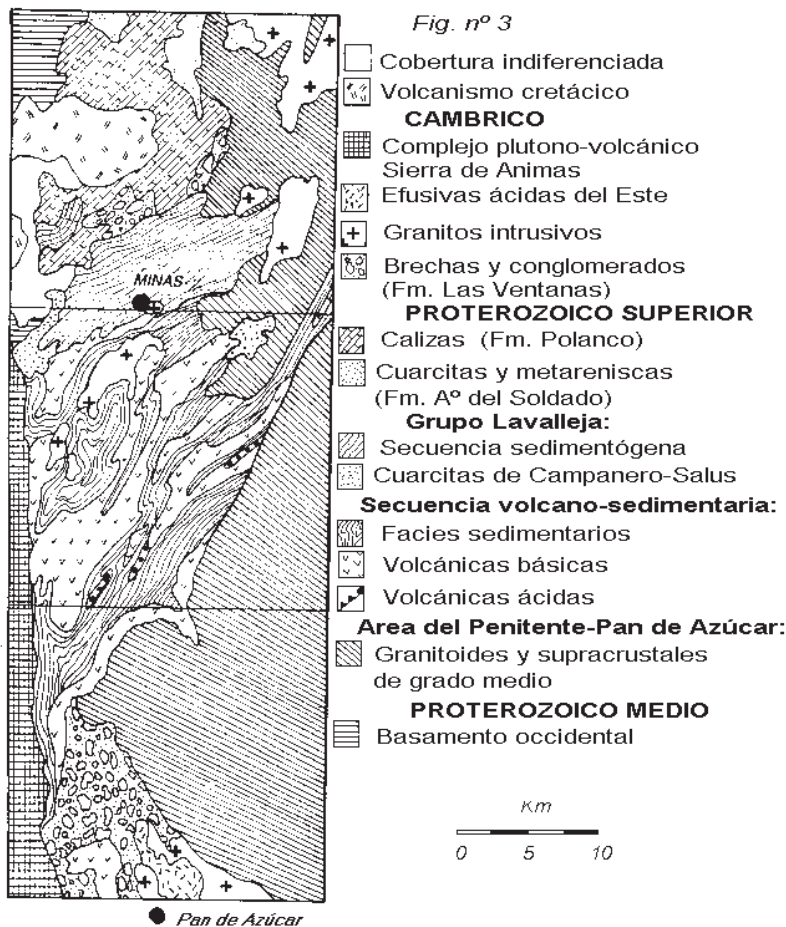 Fig. nº 3
Cobertura indiferenciada
Volcanismo cretácico
CAMBRICO
Complejo plutono-volcánico
Sierra de Animas
Efusivas ácidas del Este
Granitos intrusivos
Brechas y conglomerados
(Fm. Las Ventanas)
PROTEROZOICO SUPERIOR
Calizas (Fm. Polanco)
Cuarcitas y metareniscas
(Fm. Aº del Soldado)
Grupo Lavalleja:
Secuencia sedimentógena
Cuarcitas de Campanero-Salus
Secuencia volcano-sedimentaria:
Facies sedimentarios
Volcánicas básicas
Volcánicas ácidas
Area del Penitente-Pan de Azúcar:
Granitoides y supracrustales
de grado medio
PROTEROZOICO MEDIO
Basamento occidental
Km
0 5 10
MINAS
Pan de Azúcar